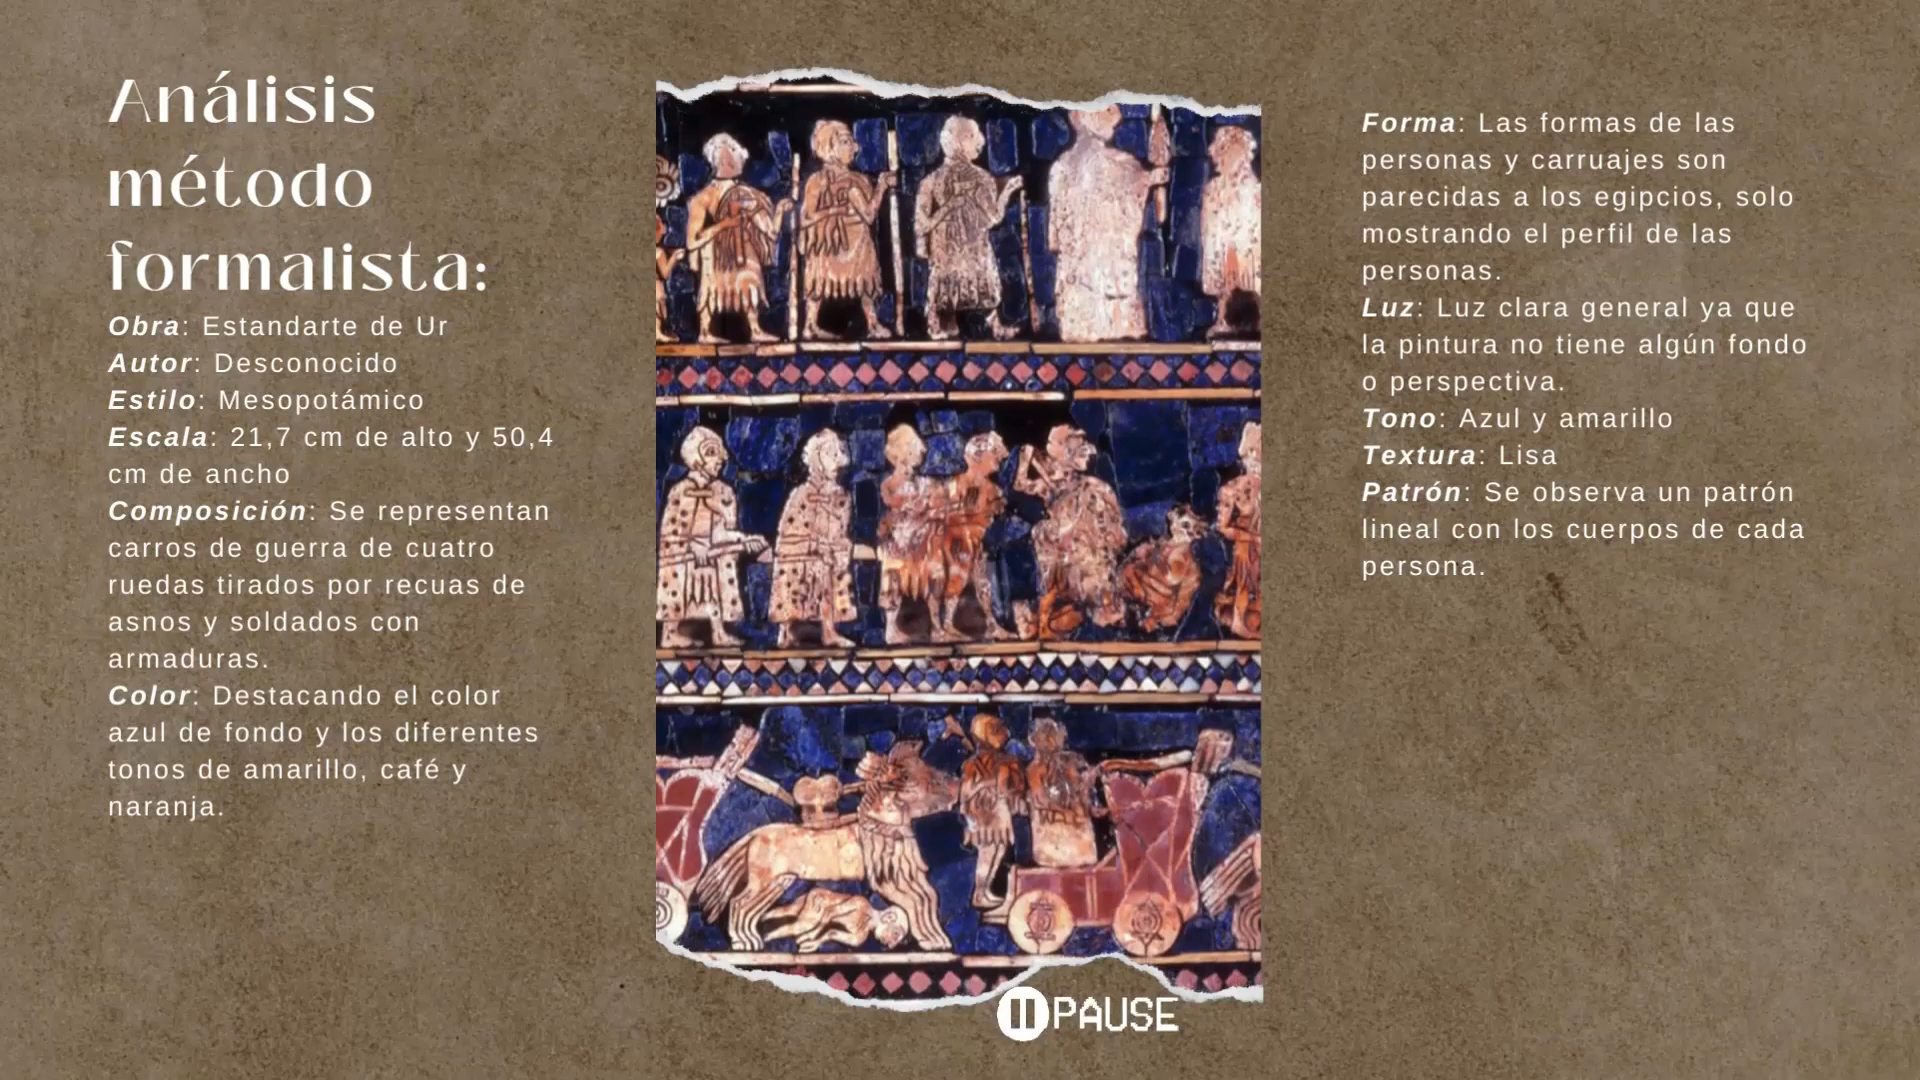 Análisis
método
formalista:
Obra: Estandarte de Ur
Autor: Desconocido
Estilo: Mesopotámico
Escala: 21,7 cm de alto y 50,4
cm de ancho
Composición: Se representan
carros de guerra de cuatro
ruedas tirados por recuas de
asnos y soldados con
armaduras.
Color: Destacando el color
azul de fondo y los diferentes
tonos de amarillo, café y
naranja.
Forma: Las formas de las
personas y carruajes son
parecidas a los egipcios, solo
mostrando el perfil de las
personas.
Luz: Luz clara general ya que
la pintura no tiene algún fondo
o perspectiva.
Tono: Azul y amarillo
Textura: Lisa
Patrón: Se observa un patrón
lineal con los cuerpos de cada
persona.
PAUSE